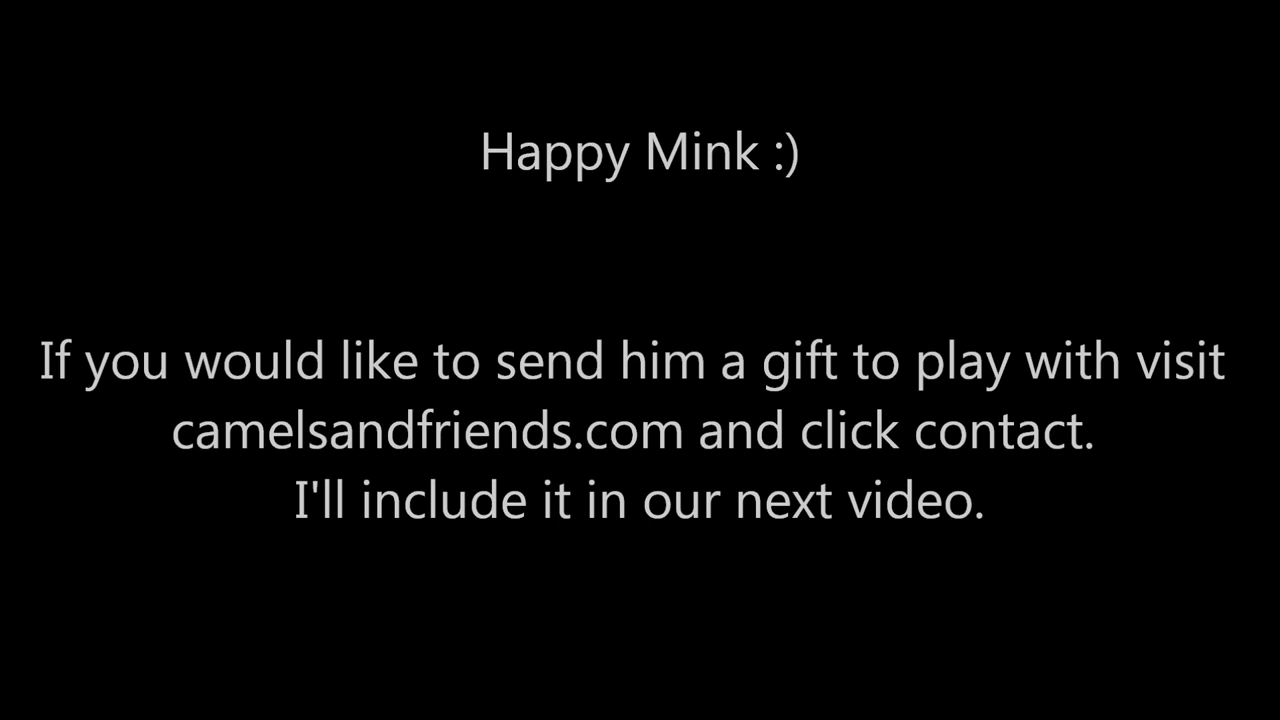 Happy Mink :)
If you would like to send him a gift to play with visit
camelsandfriends.com and click contact.
I'll include it in our next video.